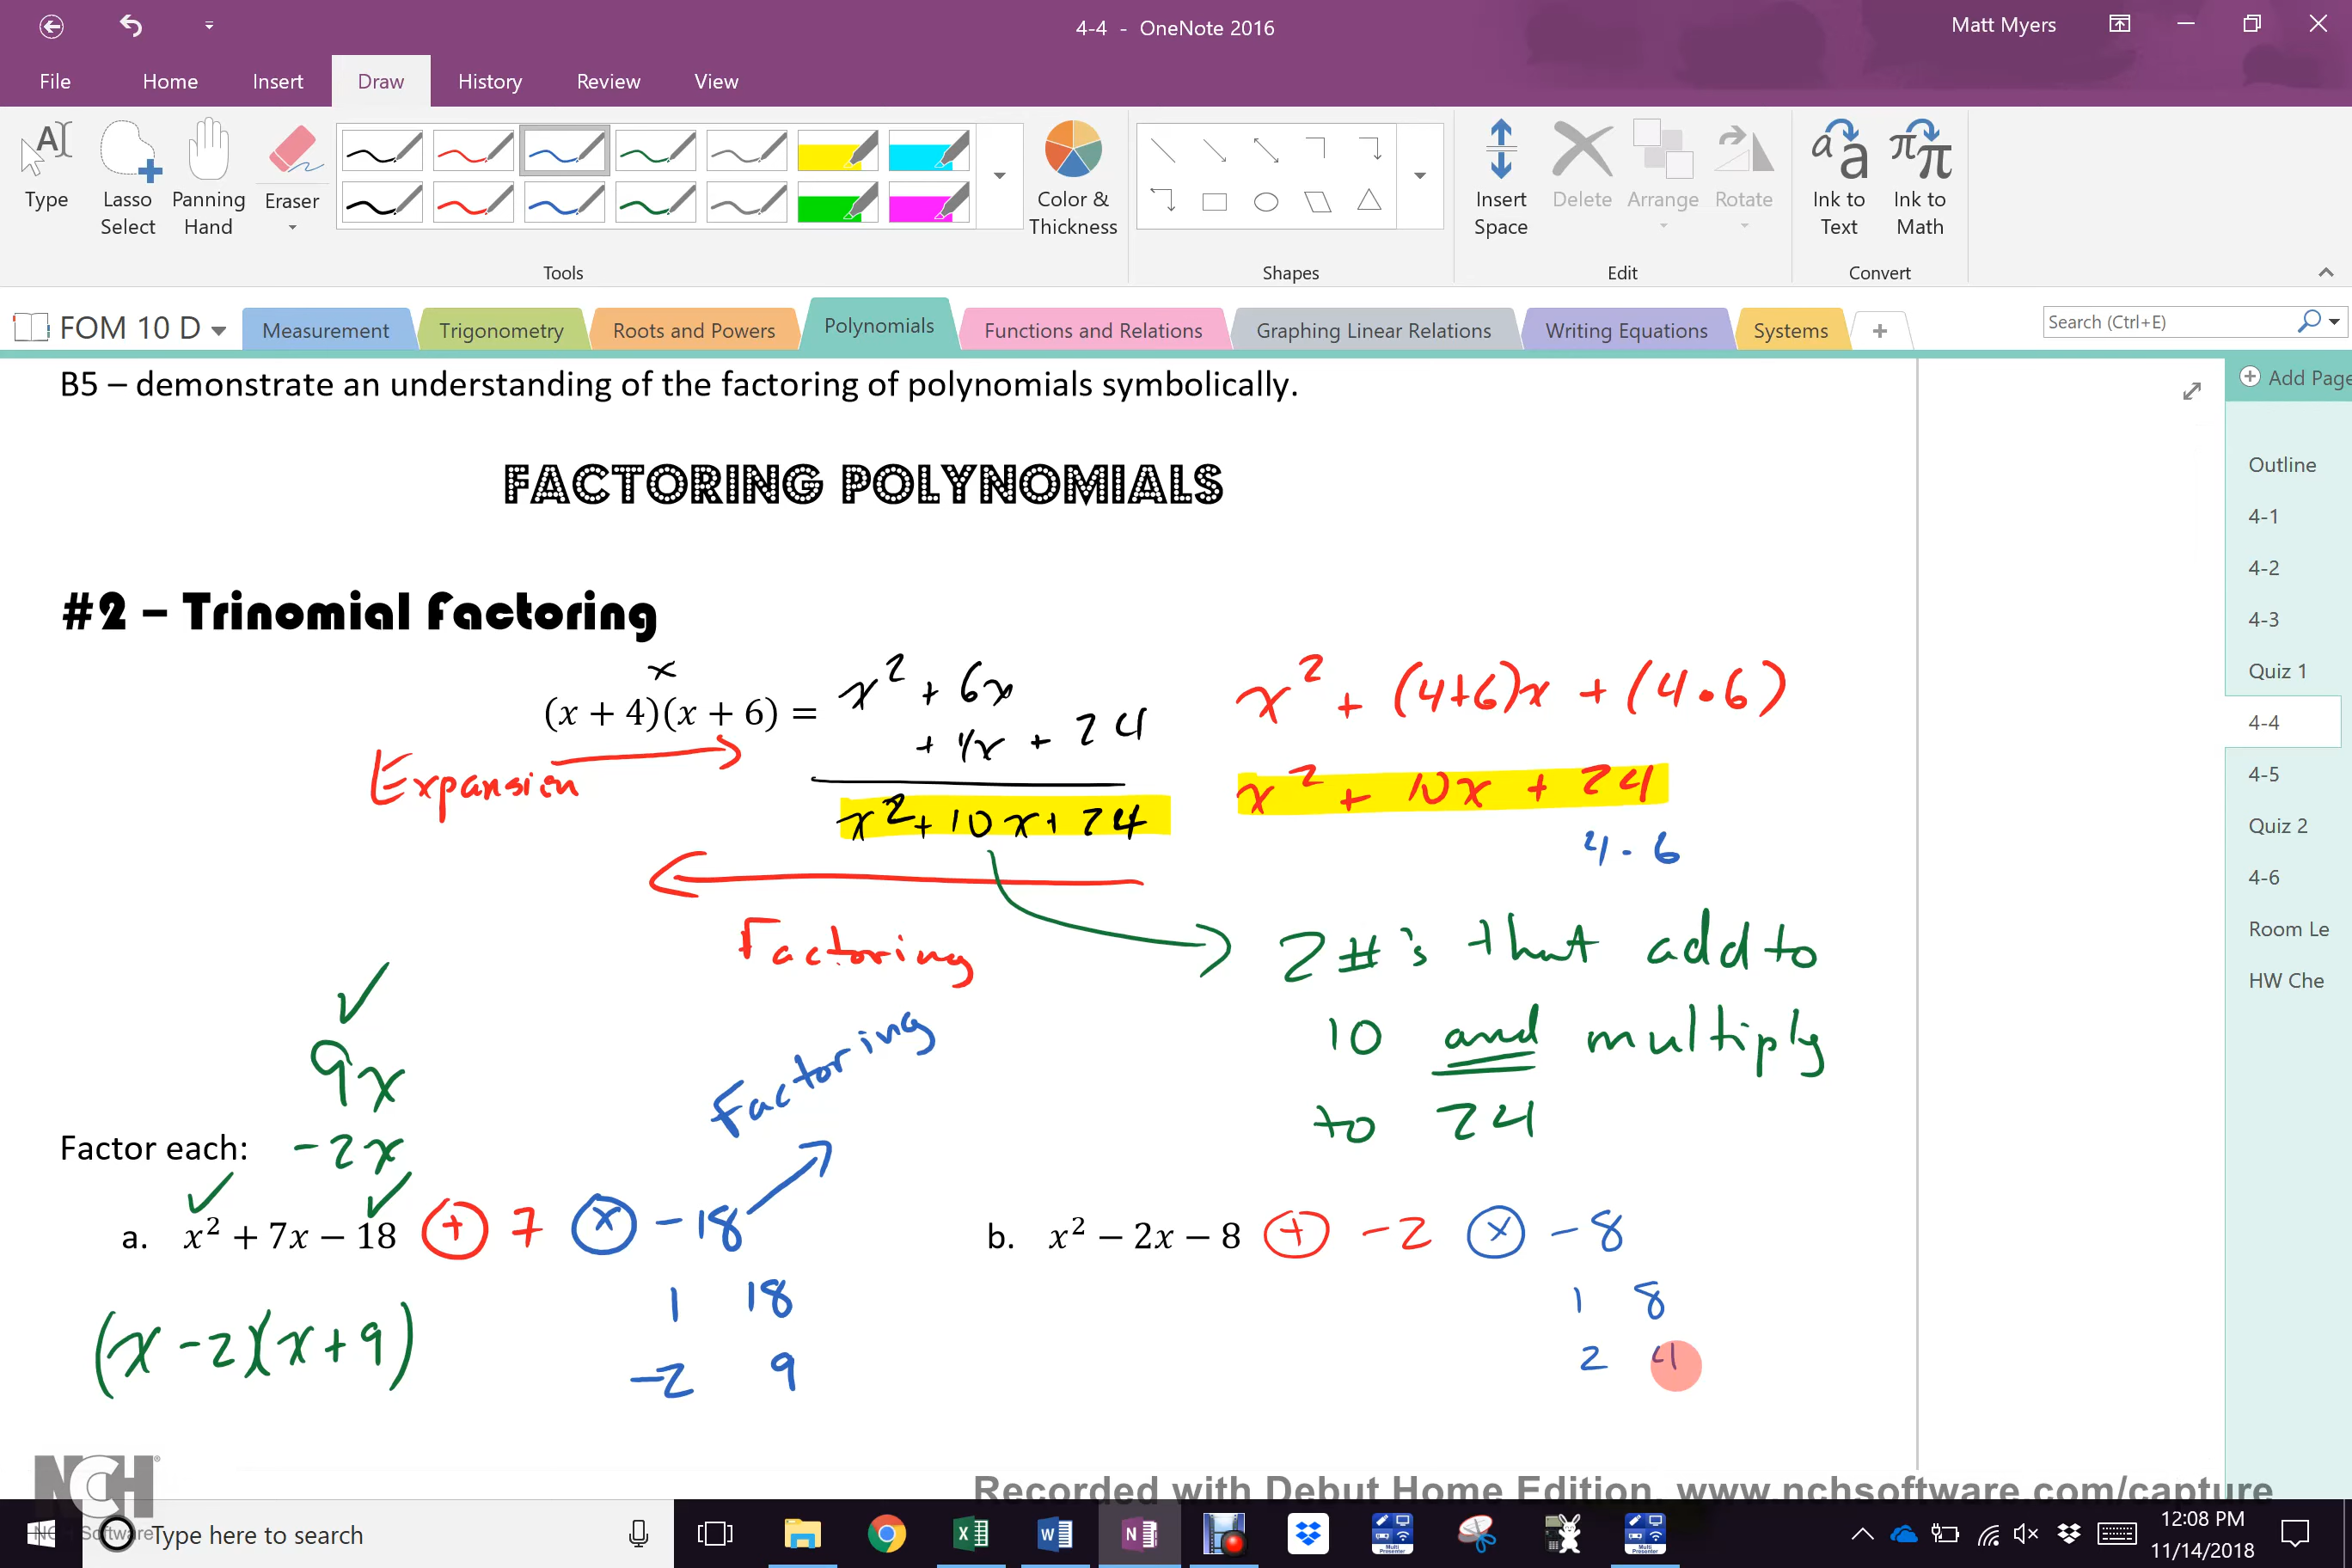 4-4 - OneNote 2016
Matt Myers
File Home Insert Draw History Review View
Type
Lasso Select
Panning Hand
Eraser
Tools
Color & Thickness
Shapes
Insert Space
Delete
Arrange
Rotate
Edit
Ink to Text
Ink to Math
Convert
FOM 10 D
Measurement
Trigonometry
Roots and Powers
Polynomials
Functions and Relations
Graphing Linear Relations
Writing Equations
Systems
Search (Ctrl+E)
Add Page
Outline
4-1
4-2
4-3
Quiz 1
4-4
4-5
Quiz 2
4-6
Room Le
HW Che
B5 – demonstrate an understanding of the factoring of polynomials symbolically.
FACTORING POLYNOMIALS
#2 – Trinomial Factoring
x
(x + 4)(x + 6) = x² + 6x
+ 4x + 24
x² + 10x + 24
x² + (4+6)x + (4·6)
x² + 10x + 24
4 · 6
Expansion
Factoring
2 #'s that add to
10 and multiply
to 24
✓
9x
-2x
Factoring
Factor each:
✓ ✓
a. x² + 7x − 18 + 7 x -18
1 18
-2 9
(x -2)(x + 9)
b. x² − 2x − 8 + -2 x -8
1 8
2 4
NCH
NCH Software
Recorded with Debut Home Edition. www.nchsoftware.com/capture
Type here to search
12:08 PM
11/14/2018